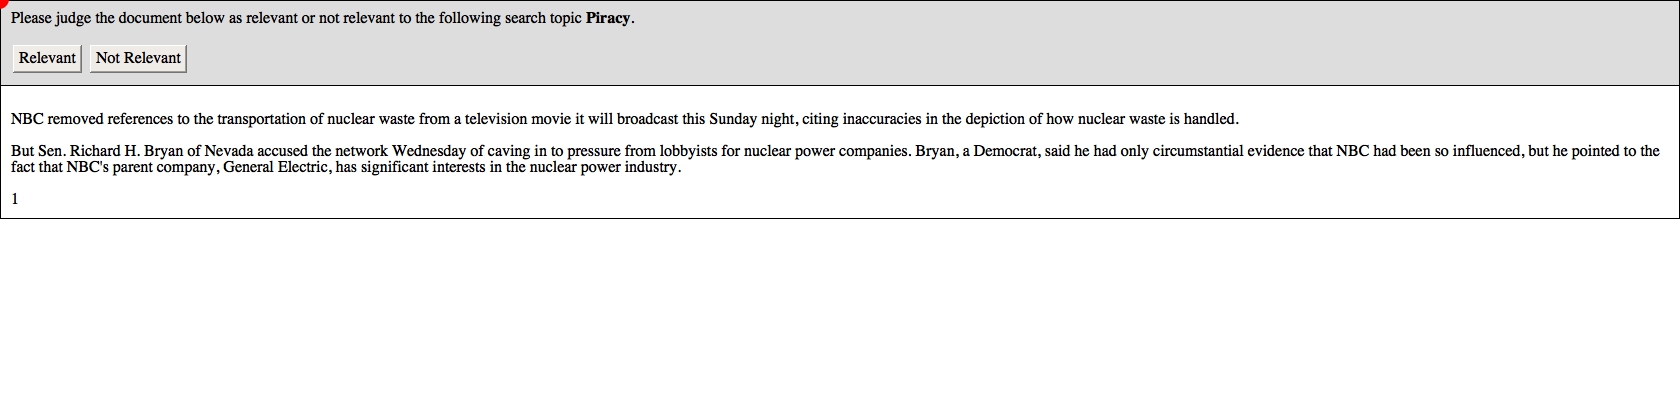 Please judge the document below as relevant or not relevant to the following search topic Piracy.
Relevant Not Relevant
NBC removed references to the transportation of nuclear waste from a television movie it will broadcast this Sunday night, citing inaccuracies in the depiction of how nuclear waste is handled.
But Sen. Richard H. Bryan of Nevada accused the network Wednesday of caving in to pressure from lobbyists for nuclear power companies. Bryan, a Democrat, said he had only circumstantial evidence that NBC had been so influenced, but he pointed to the
fact that NBC's parent company, General Electric, has significant interests in the nuclear power industry.
1